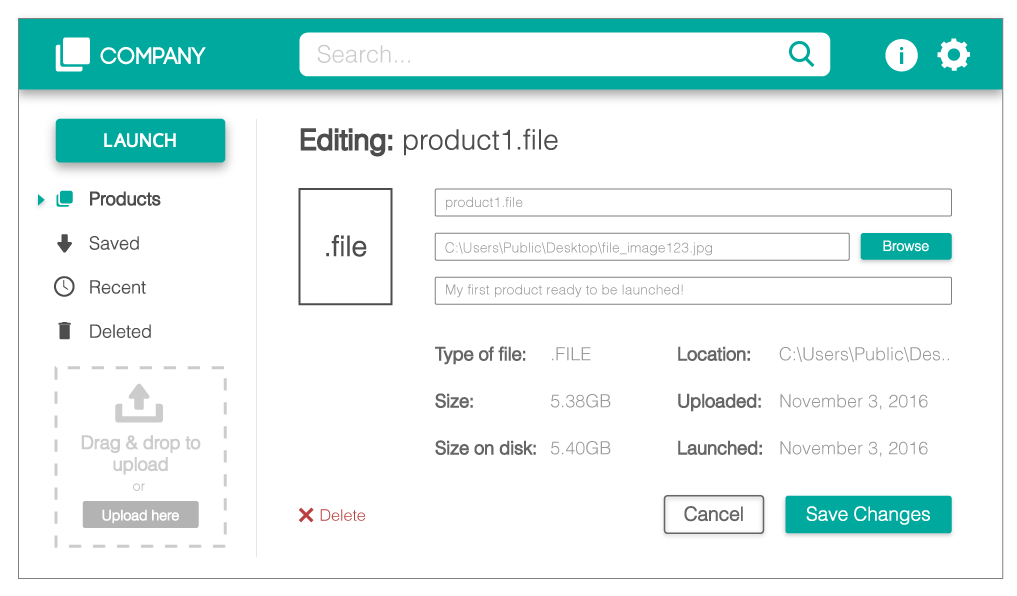 COMPANY
Search...
i
LAUNCH
Products
Saved
Recent
Deleted
Drag & drop to
upload
or
Upload here
Editing: product1.file
.file
product1.file
C:\Users\Public\Desktop\file_image123.jpg
Browse
My first product ready to be launched!
Type of file: .FILE
Location: C:\Users\Public\Des..
Size: 5.38GB
Uploaded: November 3, 2016
Size on disk: 5.40GB
Launched: November 3, 2016
Delete
Cancel
Save Changes